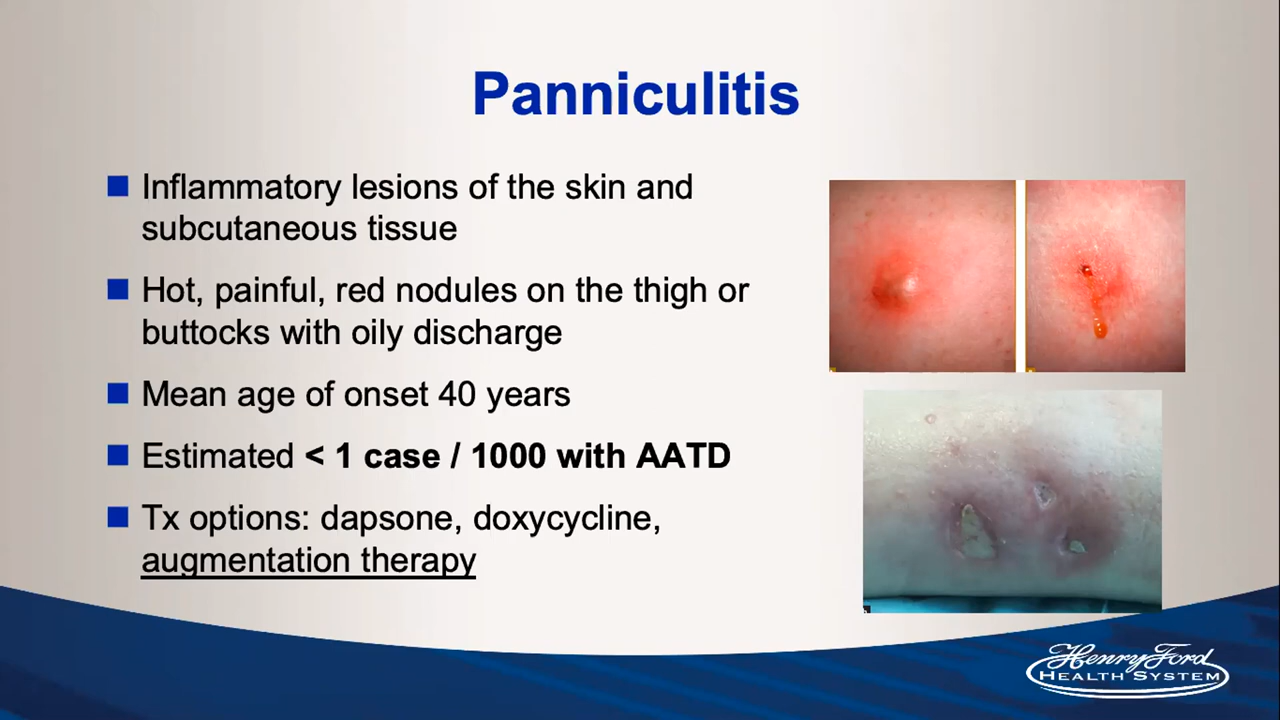 Panniculitis
Inflammatory lesions of the skin and
subcutaneous tissue
Hot, painful, red nodules on the thigh or
buttocks with oily discharge
Mean age of onset 40 years
Estimated < 1 case / 1000 with AATD
Tx options: dapsone, doxycycline,
augmentation therapy
Henry Ford
HEALTH SYSTEM